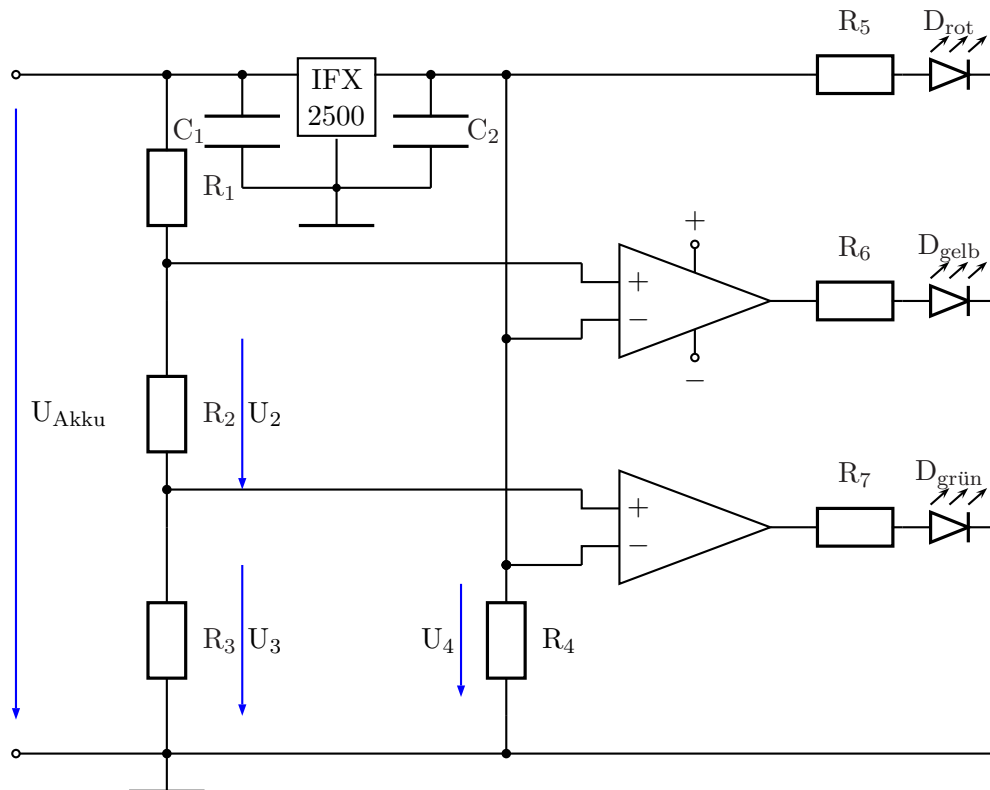 R5
Drot
IFX
2500
C1
C2
R1
+
R6
Dgelb
+
−
−
UAkku
R2
U2
R7
Dgrün
+
−
R3
U3
U4
R4